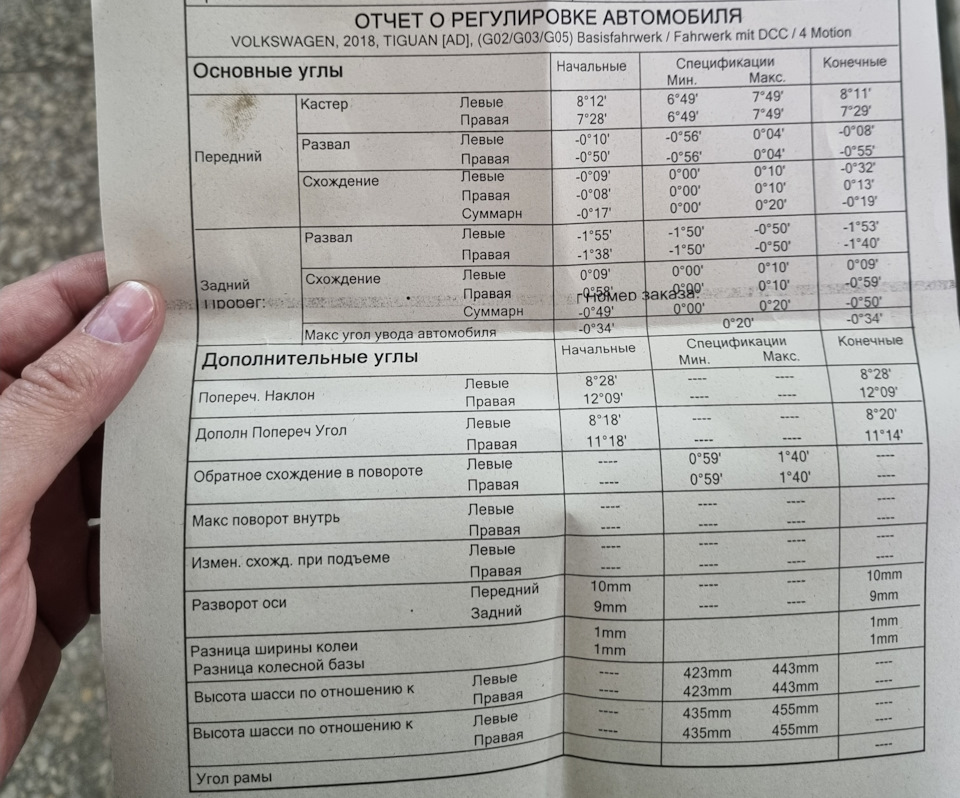 ОТЧЕТ О РЕГУЛИРОВКЕ АВТОМОБИЛЯ
VOLKSWAGEN, 2018, TIGUAN [AD], (G02/G03/G05) Basisfahrwerk / Fahrwerk mit DCC / 4 Motion
Основные углы Начальные Спецификации Мин. Макс. Конечные
Передний
Кастер Левые 8°12' 6°49' 7°49' 8°11'
Правая 7°28' 6°49' 7°49' 7°29'
Развал Левые -0°10' -0°56' 0°04' -0°08'
Правая -0°50' -0°56' 0°04' -0°55'
Схождение Левые -0°09' 0°00' 0°10' -0°32'
Правая -0°08' 0°00' 0°10' 0°13'
Суммарн -0°17' 0°00' 0°20' -0°19'
Задний
Развал Левые -1°55' -1°50' -0°50' -1°53'
Правая -1°38' -1°50' -0°50' -1°40'
Схождение Левые 0°09' 0°00' 0°10' 0°09'
Правая -0°58' 0°00' 0°10' -0°59'
Пробег: Номер заказа:
Суммарн -0°49' 0°00' 0°20' -0°50'
Макс угол увода автомобиля -0°34' 0°20' -0°34'
Дополнительные углы Начальные Спецификации Мин. Макс. Конечные
Попереч. Наклон Левые 8°28' ---- ---- 8°28'
Правая 12°09' ---- ---- 12°09'
Дополн Попереч Угол Левые 8°18' ---- ---- 8°20'
Правая 11°18' ---- ---- 11°14'
Обратное схождение в повороте Левые ---- 0°59' 1°40' ----
Правая ---- 0°59' 1°40' ----
Макс поворот внутрь Левые ---- ---- ---- ----
Правая ---- ---- ---- ----
Измен. схожд. при подъеме Левые ---- ---- ---- ----
Правая ---- ---- ---- ----
Разворот оси Передний 10mm ---- ---- 10mm
Задний 9mm ---- ---- 9mm
Разница ширины колеи 1mm 1mm
Разница колесной базы 1mm 1mm
Высота шасси по отношению к Левые ---- 423mm 443mm ----
Правая ---- 423mm 443mm ----
Высота шасси по отношению к Левые ---- 435mm 455mm ----
Правая ---- 435mm 455mm ----
Угол рамы ----